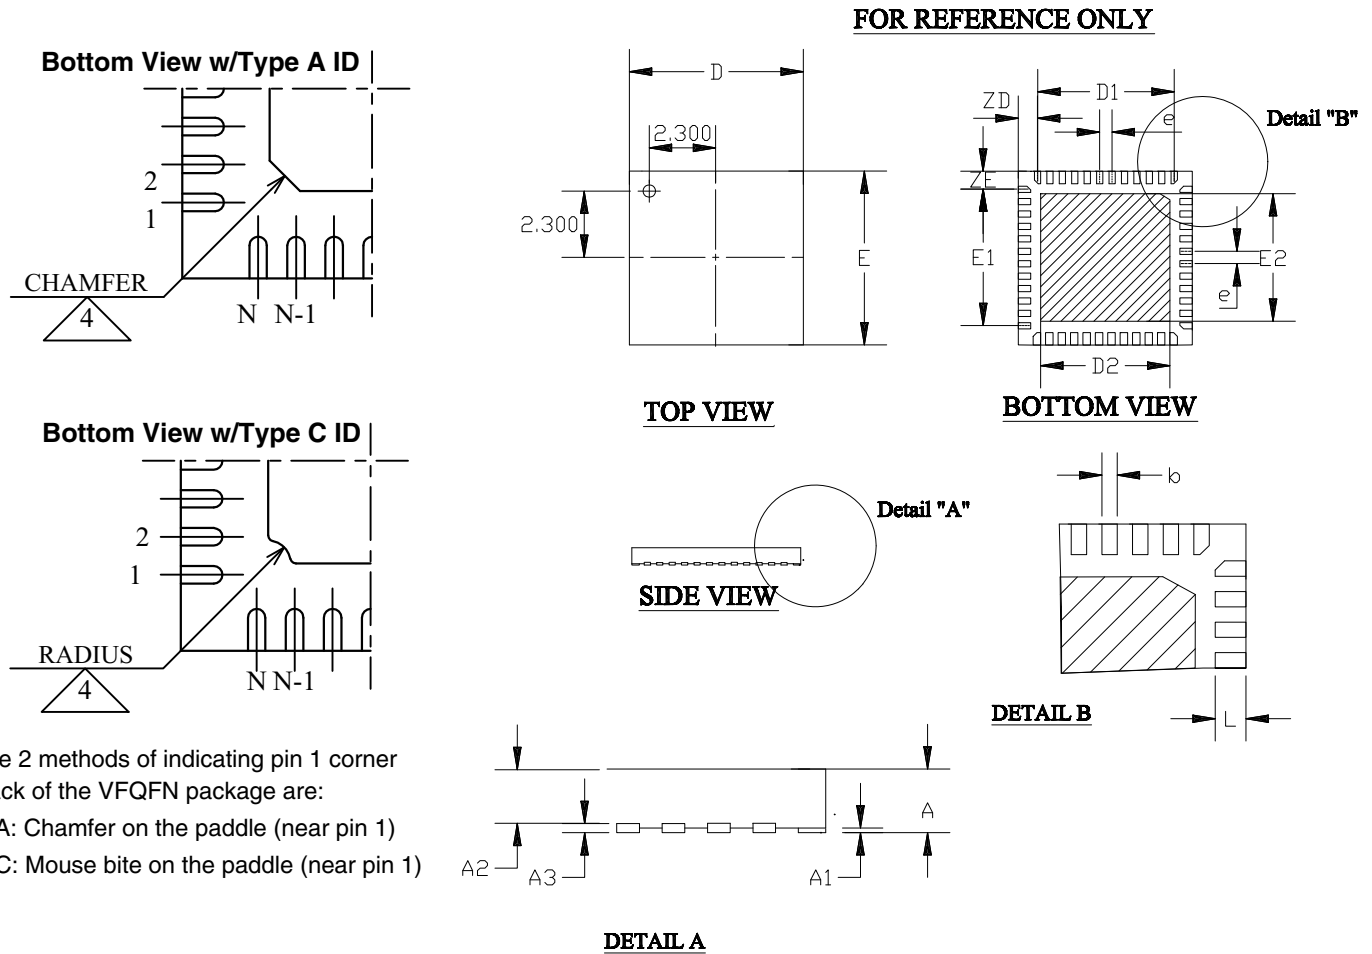 FOR REFERENCE ONLY
Bottom View w/Type A ID
2
1
CHAMFER
4
N N-1
D
2.300
2.300
E
TOP VIEW
ZD
D1
e
Detail "B"
ZE
E1
E2
e
D2
BOTTOM VIEW
Bottom View w/Type C ID
2
1
RADIUS
4
N N-1
Detail "A"
SIDE VIEW
b
L
DETAIL B
e 2 methods of indicating pin 1 corner
ck of the VFQFN package are:
A: Chamfer on the paddle (near pin 1)
C: Mouse bite on the paddle (near pin 1)
A2
A3
A1
A
DETAIL A